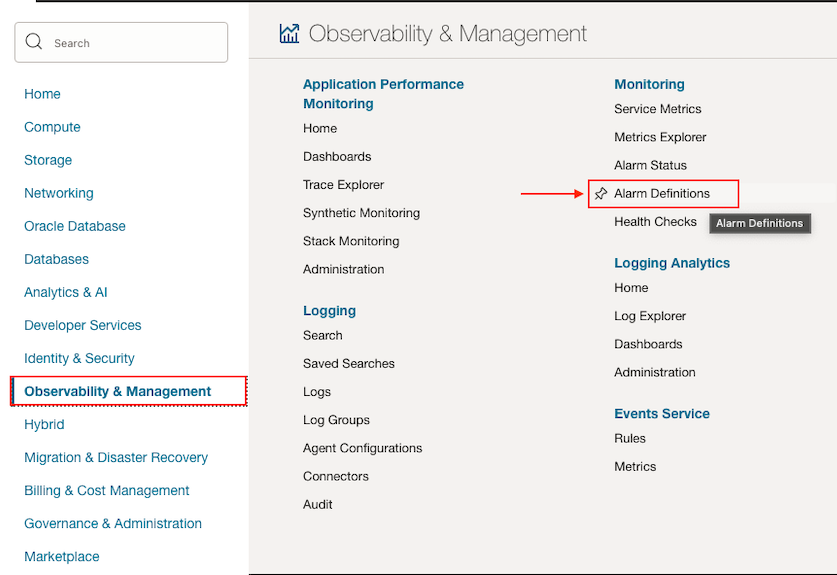 Search
Home
Compute
Storage
Networking
Oracle Database
Databases
Analytics & AI
Developer Services
Identity & Security
Observability & Management
Hybrid
Migration & Disaster Recovery
Billing & Cost Management
Governance & Administration
Marketplace
Observability & Management
Application Performance
Monitoring
Home
Dashboards
Trace Explorer
Synthetic Monitoring
Stack Monitoring
Administration
Logging
Search
Saved Searches
Logs
Log Groups
Agent Configurations
Connectors
Audit
Monitoring
Service Metrics
Metrics Explorer
Alarm Status
Alarm Definitions
Health Checks
Alarm Definitions
Logging Analytics
Home
Log Explorer
Dashboards
Administration
Events Service
Rules
Metrics